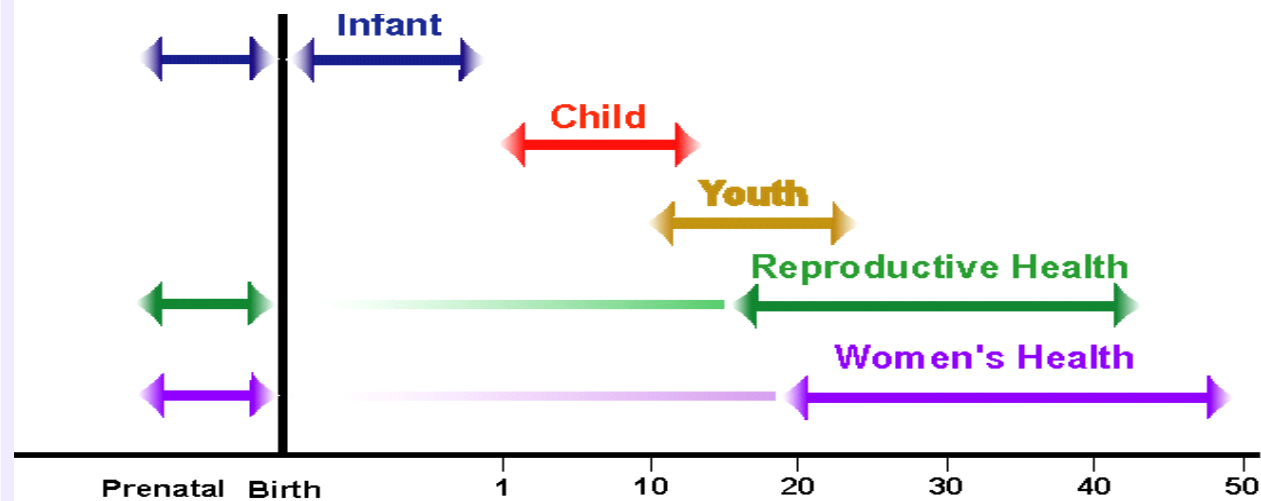 Infant
Child
Youth
Reproductive Health
Women's Health
Prenatal Birth 1 10 20 30 40 50